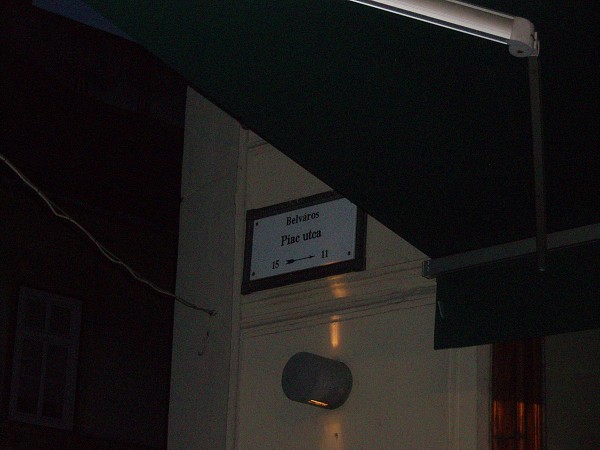 Belváros
Piac utca
15 → 11